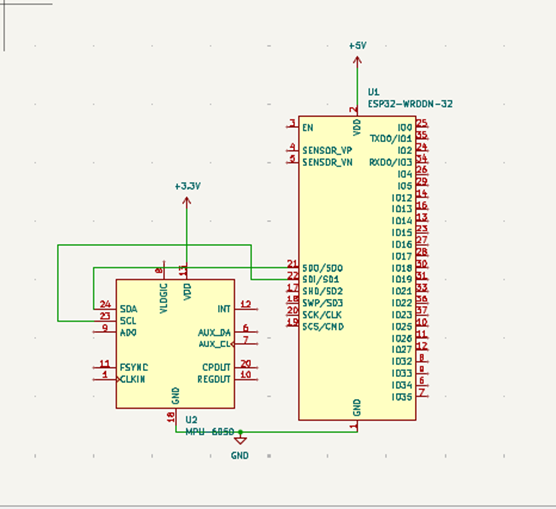 +5V
U1
ESP32-WRDDN-32
2
VDD
3 EN
4 SENSOR_VP
5 SENSOR_VN
21 SDO/SD0
22 SDI/SD1
17 SHD/SD2
18 SWP/SD3
20 SCK/CLK
19 SCS/CMD
IO0 25
TXD0/IO1 35
IO2 24
RXD0/IO3 34
IO4 26
IO5 29
IO12 14
IO13 16
IO14 13
IO15 23
IO16 27
IO17 28
IO18 30
IO19 31
IO21 33
IO22 36
IO23 37
IO25 10
IO26 11
IO27 12
IO32 8
IO33
IO34 6
IO35 7
GND
1
+3.3V
8
13
VLOGIC
VDD
24 SDA
23 SCL
9 AD0
11 FSYNC
1 CLKIN
INT 12
AUX_DA 6
AUX_CL 7
CPOUT 20
REGOUT 10
GND
18
U2
MPU-6050
GND